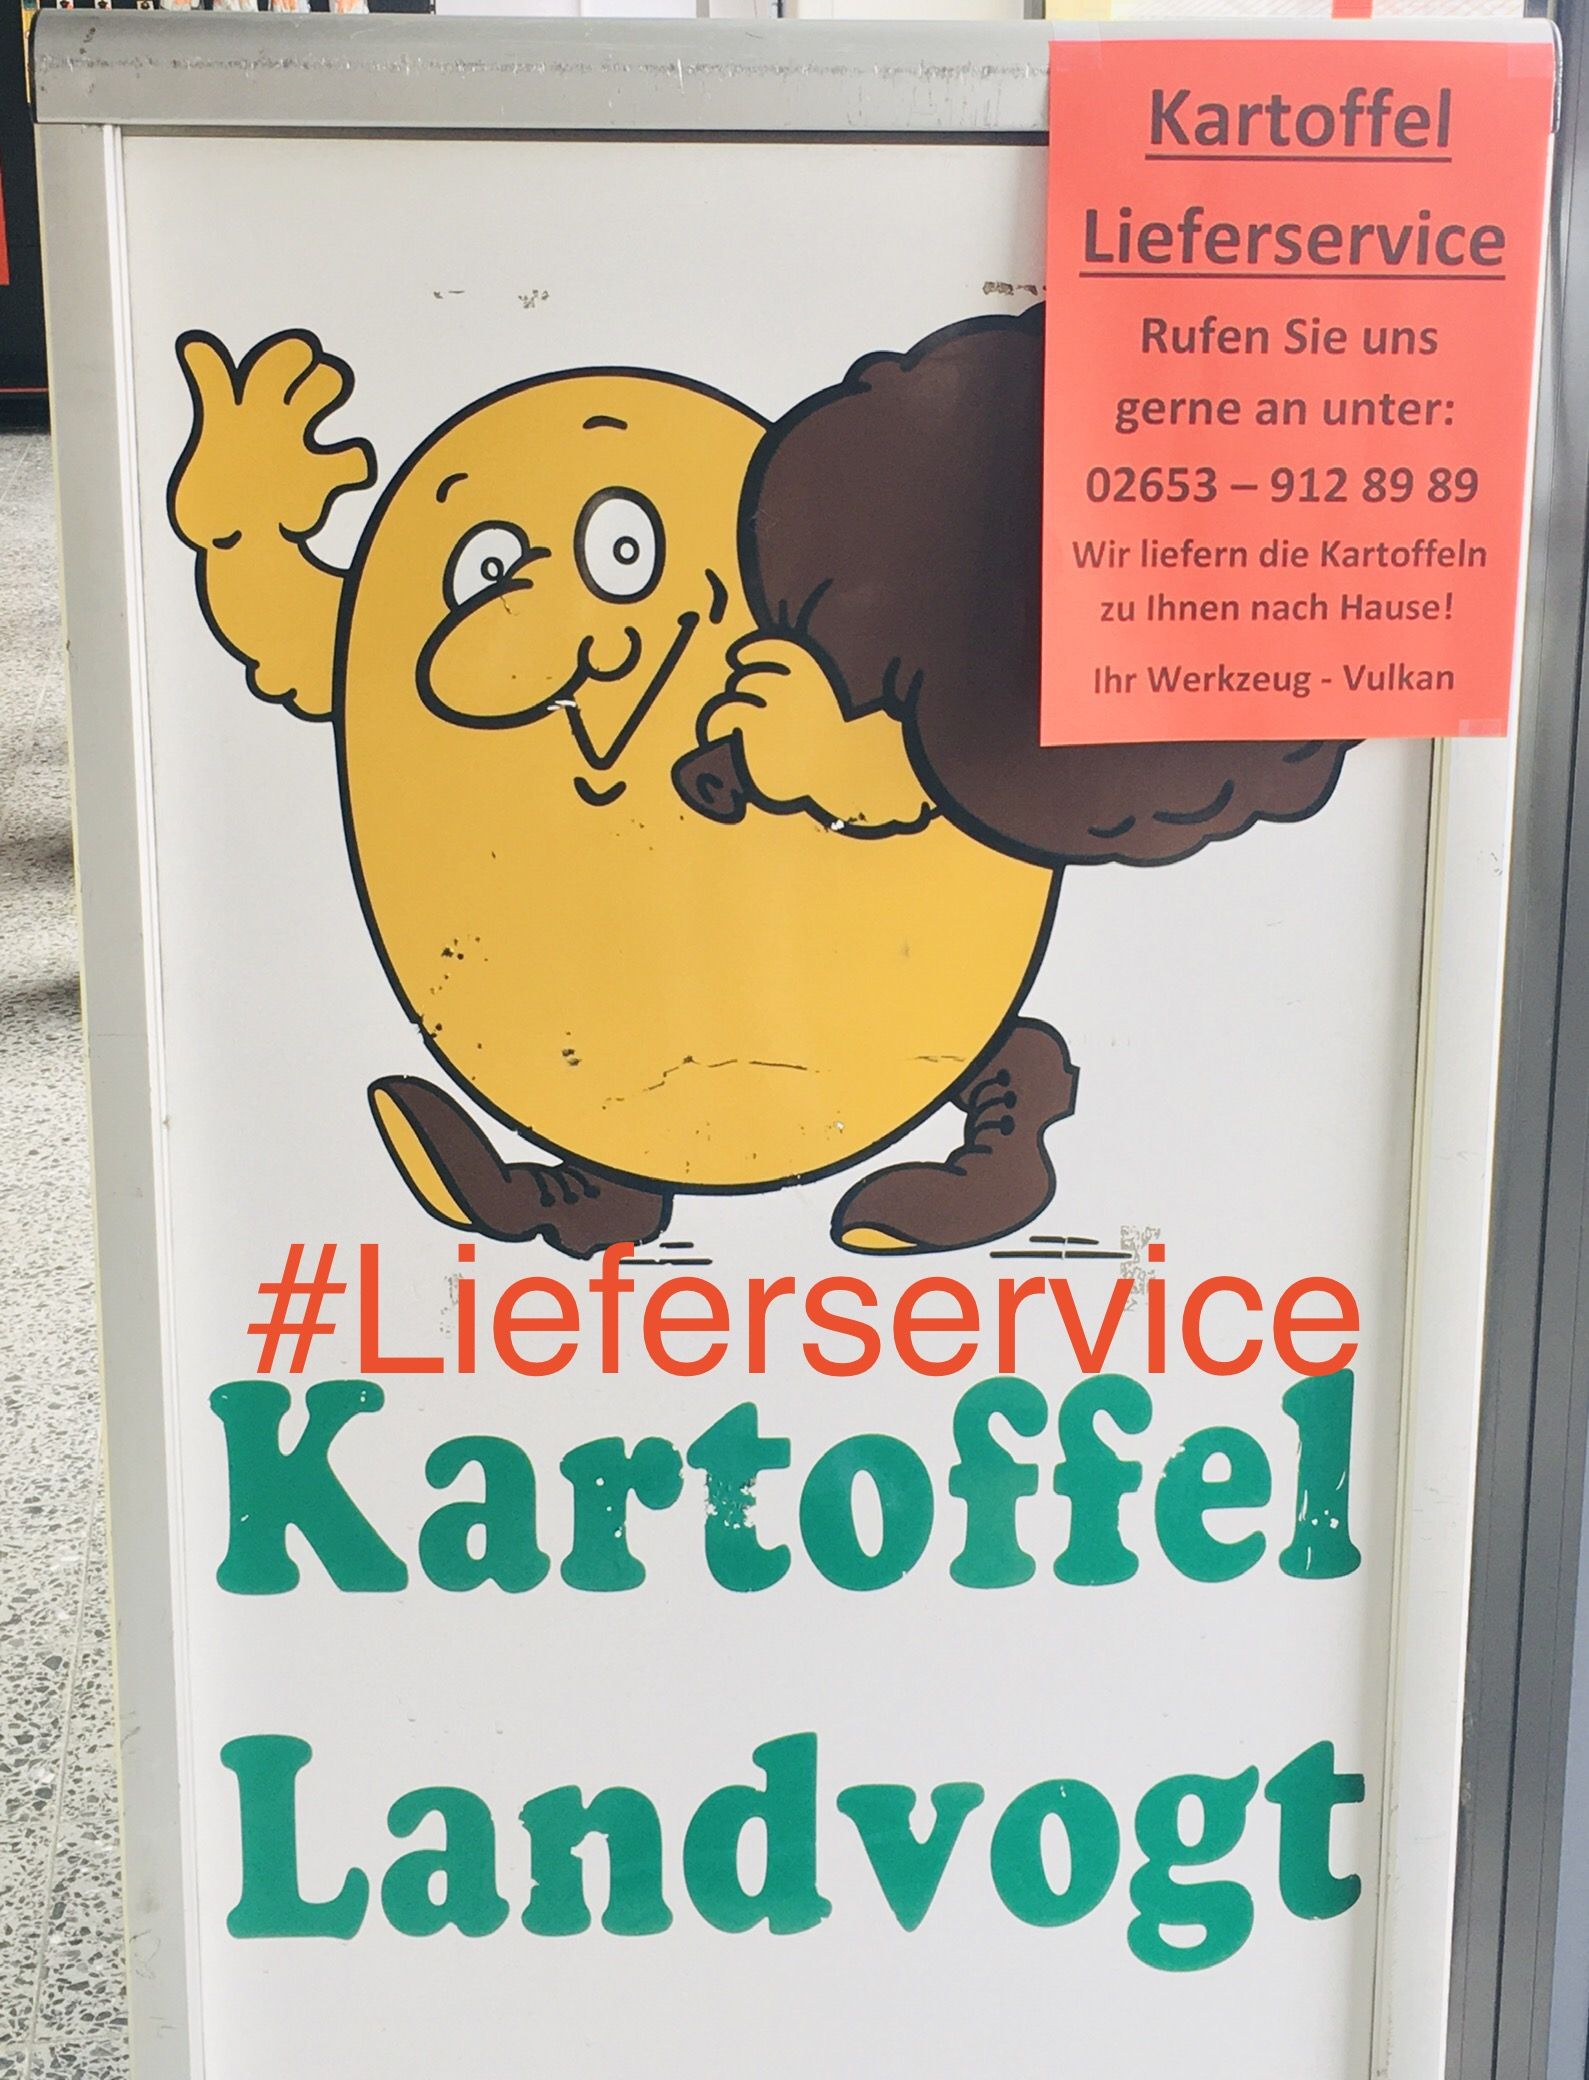 Kartoffel
Lieferservice
Rufen Sie uns
gerne an unter:
02653 – 912 89 89
Wir liefern die Kartoffeln
zu Ihnen nach Hause!
Ihr Werkzeug - Vulkan
#Lieferservice
Kartoffel
Landvogt